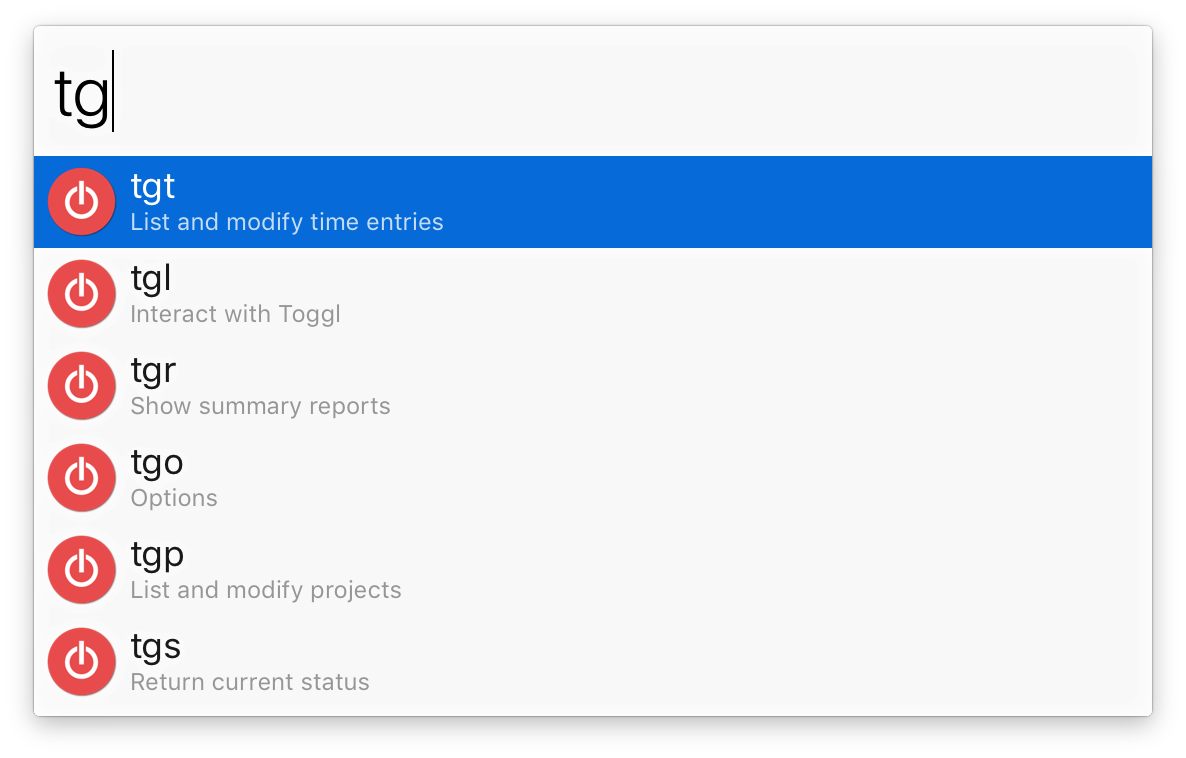 tg
tgt
List and modify time entries
tgl
Interact with Toggl
tgr
Show summary reports
tgo
Options
tgp
List and modify projects
tgs
Return current status